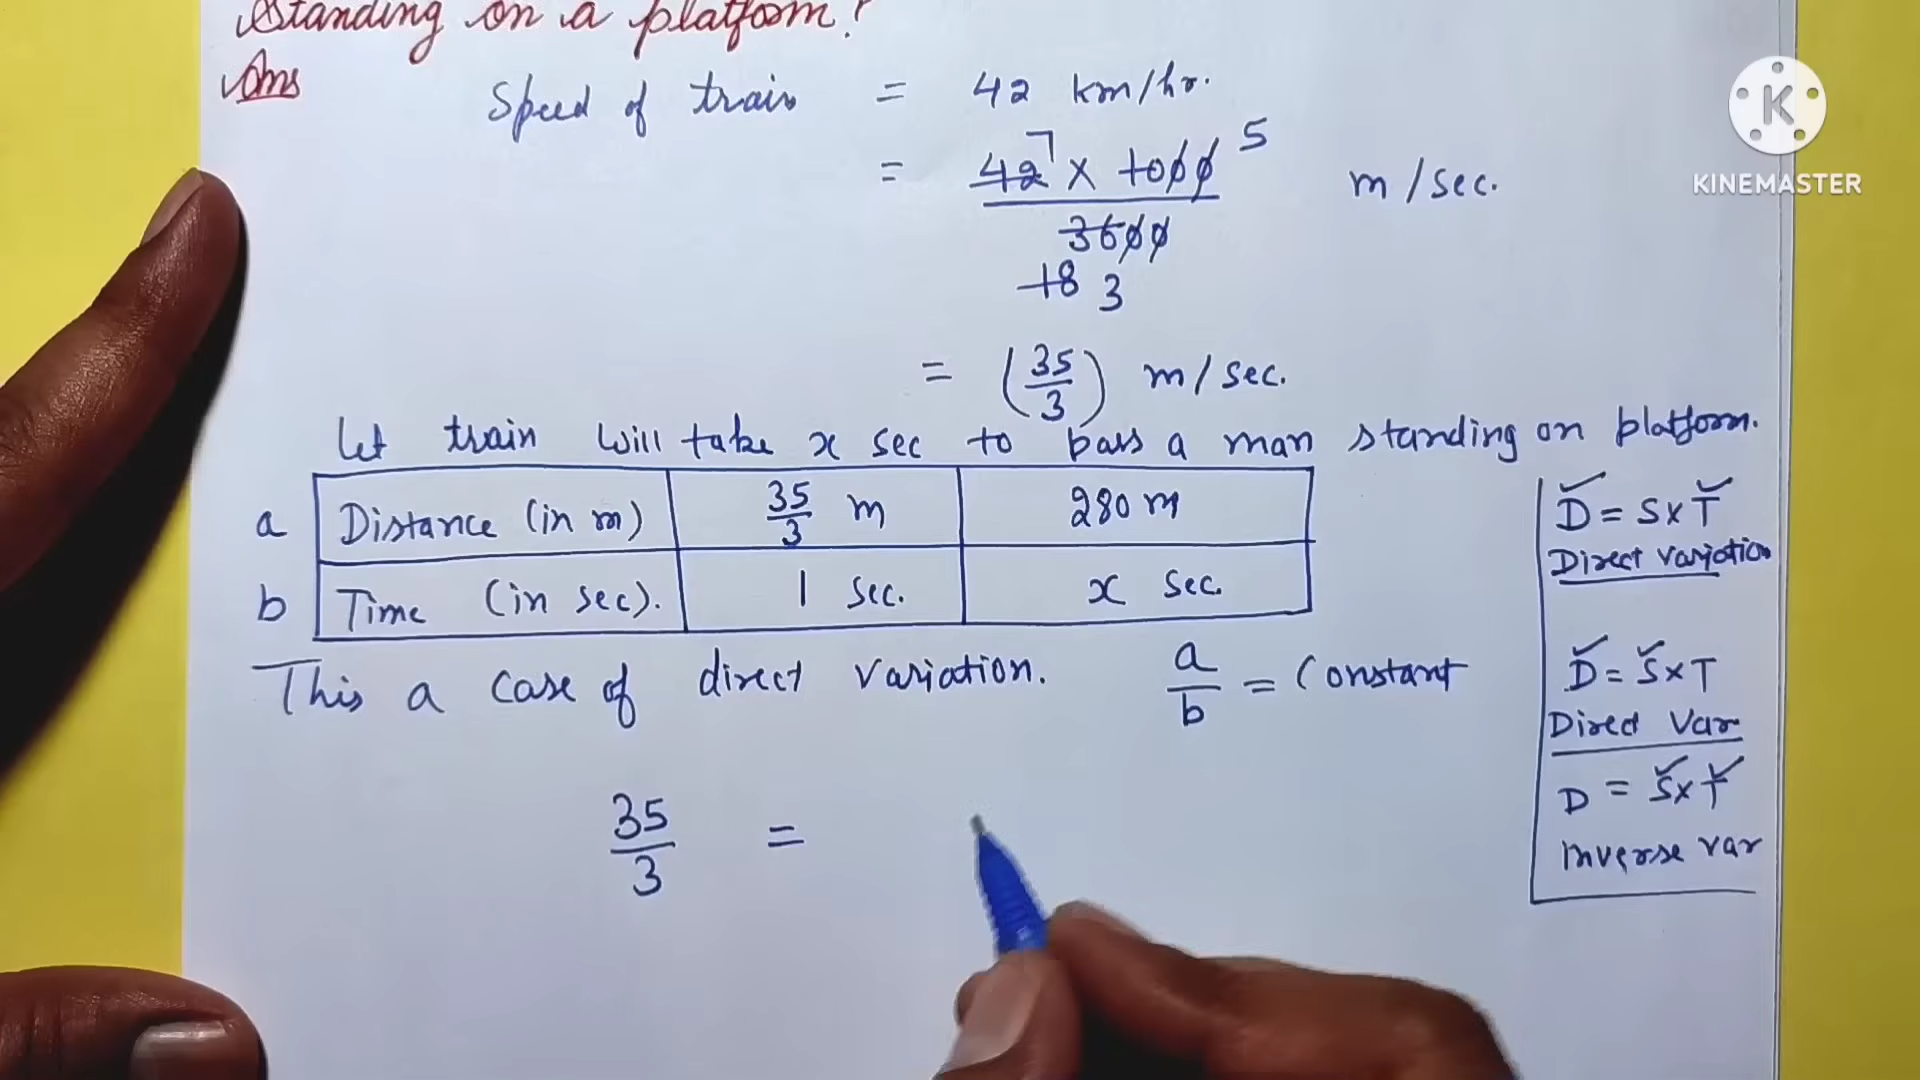 Standing on a platform?
Ans
Speed of train = 42 km/hr.
= 42 7 x 1000 5 / 3600 m/sec.
18 3
= (35/3) m/sec.
Let train will take x sec to pass a man standing on platform.
a Distance (in m) 35/3 m 280 m
b Time (in sec). 1 sec. x sec.
This a case of direct variation. a/b = Constant
35/3 =
D = S x T
Direct variation
D = S x T
Direct Var
D = S x T
inverse var
K
KINEMASTER